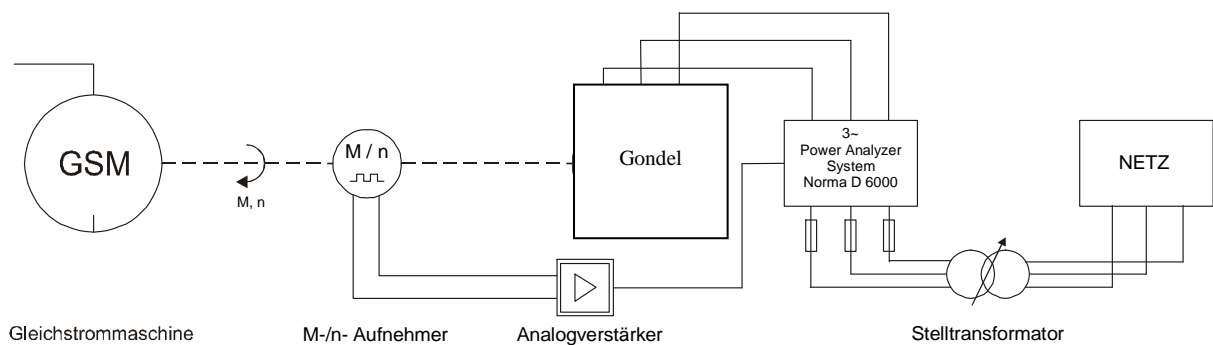 GSM
M, n
M / n
Gondel
3~
Power Analyzer
System
Norma D 6000
NETZ
Gleichstrommaschine
M-/n- Aufnehmer
Analogverstärker
Stelltransformator